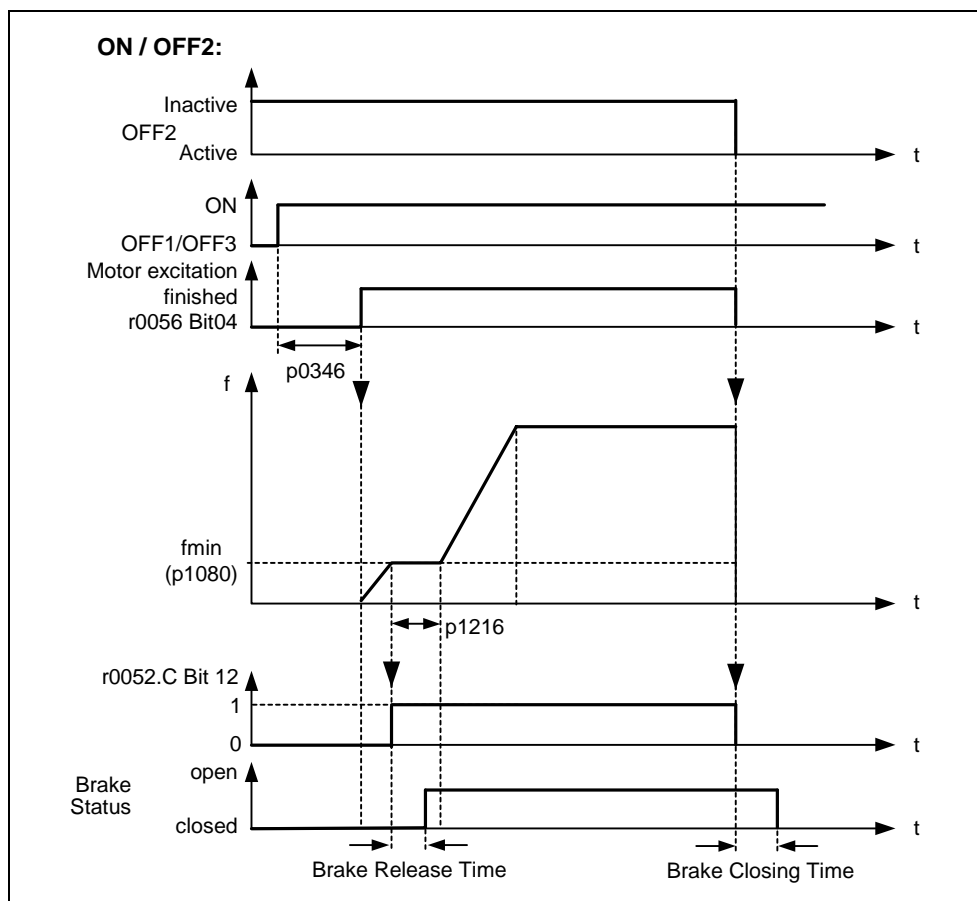 ON / OFF2:
Inactive
OFF2
Active
t
ON
OFF1/OFF3
t
Motor excitation
finished
r0056 Bit04
t
p0346
f
fmin
(p1080)
t
p1216
r0052.C Bit 12
1
0
t
open
Brake
Status
closed
t
Brake Release Time
Brake Closing Time